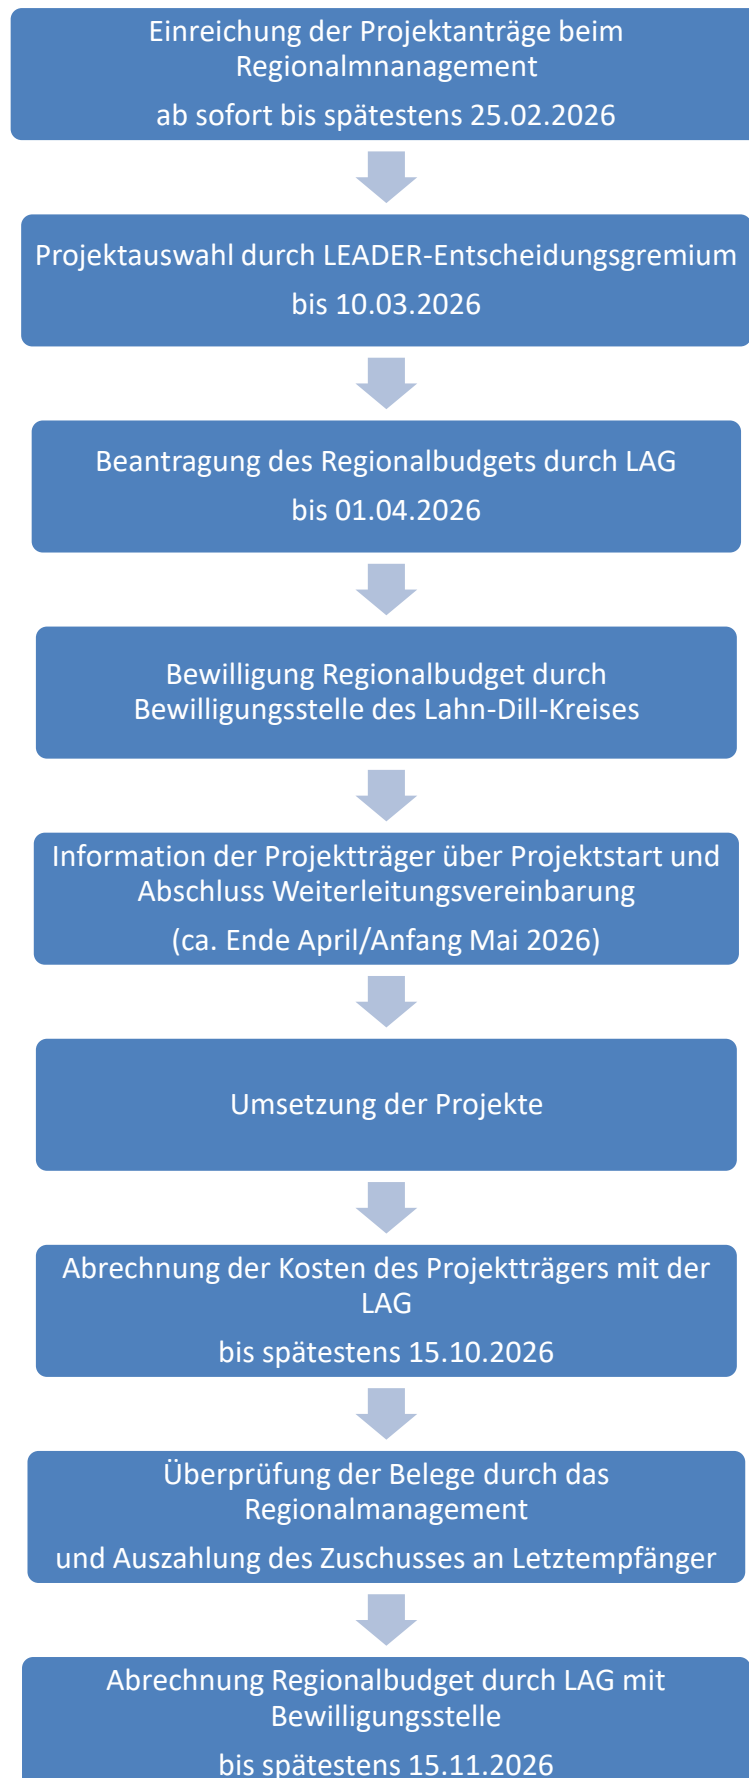 Einreichung der Projektanträge beim
Regionalmnanagement
ab sofort bis spätestens 25.02.2026
Projektauswahl durch LEADER-Entscheidungsgremium
bis 10.03.2026
Beantragung des Regionalbudgets durch LAG
bis 01.04.2026
Bewilligung Regionalbudget durch
Bewilligungsstelle des Lahn-Dill-Kreises
Information der Projektträger über Projektstart und
Abschluss Weiterleitungsvereinbarung
(ca. Ende April/Anfang Mai 2026)
Umsetzung der Projekte
Abrechnung der Kosten des Projektträgers mit der
LAG
bis spätestens 15.10.2026
Überprüfung der Belege durch das
Regionalmanagement
und Auszahlung des Zuschusses an Letztempfänger
Abrechnung Regionalbudget durch LAG mit
Bewilligungsstelle
bis spätestens 15.11.2026